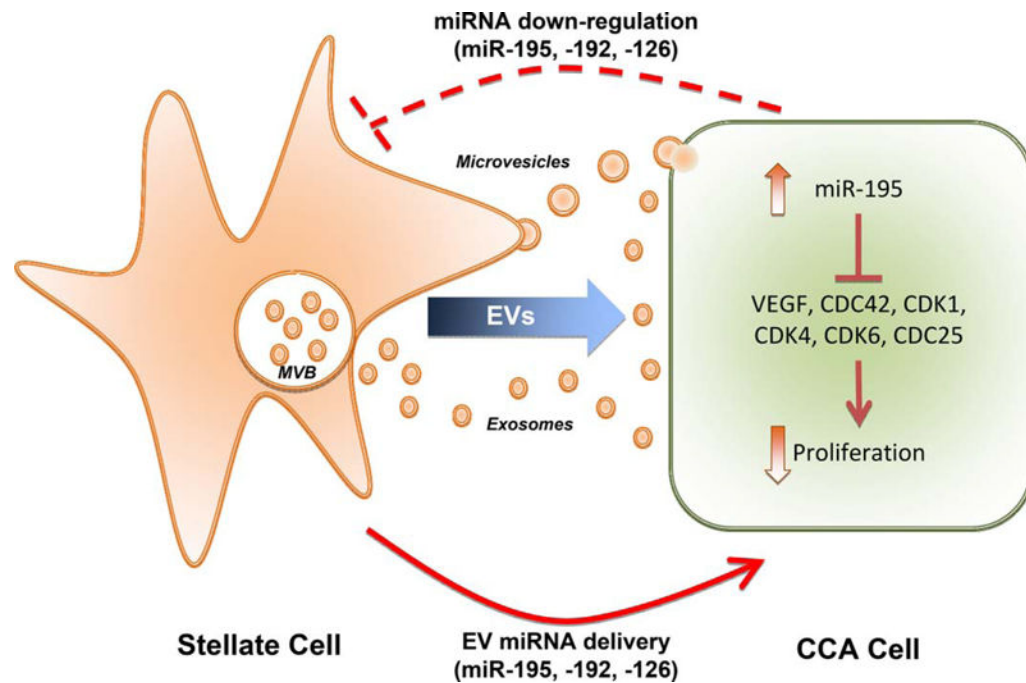 miRNA down-regulation
(miR-195, -192, -126)
Microvesicles
miR-195
EVs
VEGF, CDC42, CDK1,
CDK4, CDK6, CDC25
MVB
Exosomes
Proliferation
Stellate Cell
EV miRNA delivery
(miR-195, -192, -126)
CCA Cell